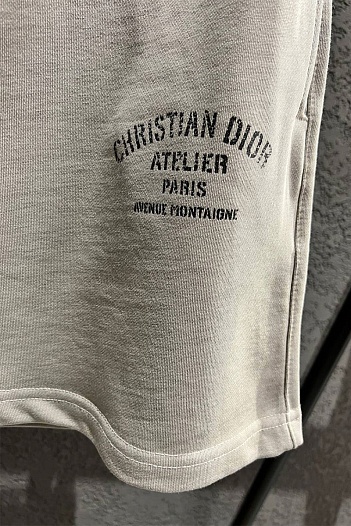 CHRISTIAN DIOR
ATELIER
PARIS
AVENUE MONTAIGNE